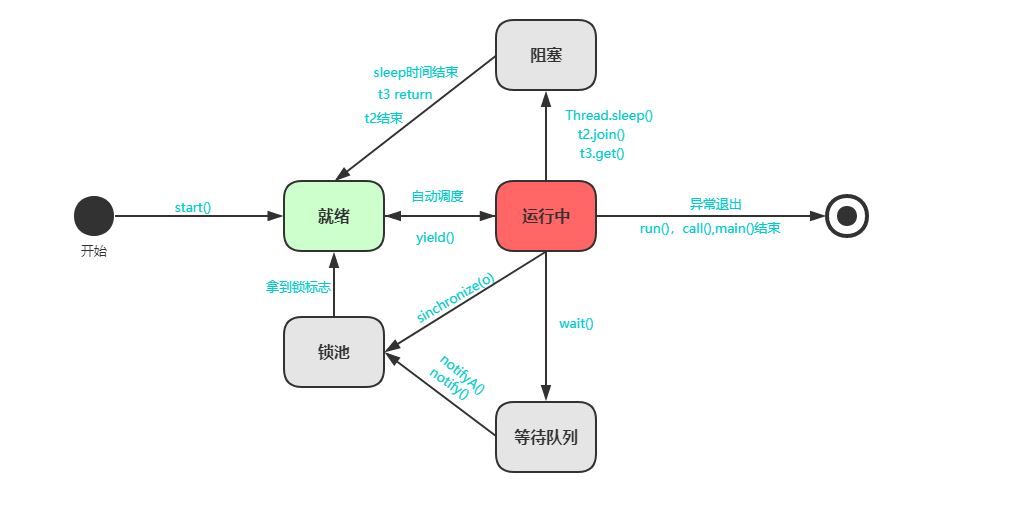 阻塞
sleep时间结束
t3 return
t2结束
Thread.sleep()
t2.join()
t3.get()
开始
start()
就绪
自动调度
yield()
运行中
异常退出
run()，call(),main()结束
拿到锁标志
sinchronize(o)
wait()
锁池
notifyA()
notify()
等待队列